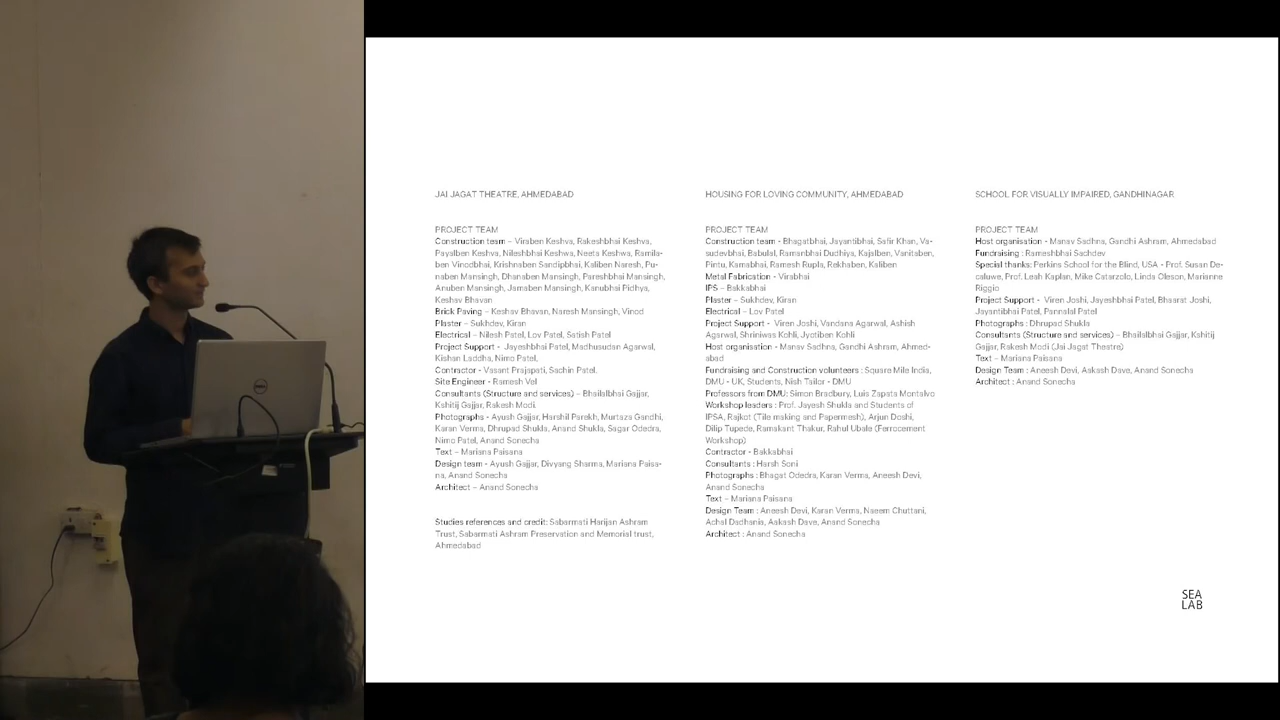 JAI JAGAT THEATRE, AHMEDABAD
PROJECT TEAM
Construction team – Viraben Keshva, Rakeshbhai Keshva,
Payalben Keshva, Nileshbhai Keshva, Neeta Keshwa, Ramila-
ben Vinodbhai, Krishnaben Sandipbhai, Kaliben Naresh, Pu-
naben Mansingh, Dhanaben Mansingh, Pareshbhai Mansingh,
Anuben Mansingh, Jamaben Mansingh, Kanubhai Pidhya,
Keshav Bhavan
Brick Paving – Keshav Bhavan, Naresh Mansingh, Vinod
Plaster – Sukhdev, Kiran
Electrical – Nilesh Patel, Lov Patel, Satish Patel
Project Support - Jayeshbhai Patel, Madhusudan Agarwal,
Kishan Laddha, Nimo Patel,
Contractor - Vasant Prajapati, Sachin Patel.
Site Engineer - Ramesh Vel
Consultants (Structure and services) – Bhailalbhai Gajjar,
Kshitij Gajjar, Rakesh Modi.
Photographs - Ayush Gajjar, Harshil Parekh, Murtaza Gandhi,
Karan Verma, Dhrupad Shukla, Anand Shukla, Sagar Odedra,
Nimo Patel, Anand Sonecha
Text – Mariana Paisana
Design team - Ayush Gajjar, Divyang Sharma, Mariana Paisa-
na, Anand Sonecha
Architect – Anand Sonecha
Studies references and credit: Sabarmati Harijan Ashram
Trust, Sabarmati Ashram Preservation and Memorial trust,
Ahmedabad
HOUSING FOR LOVING COMMUNITY, AHMEDABAD
PROJECT TEAM
Construction team - Bhagatbhai, Jayantibhai, Safir Khan, Va-
sudevbhai, Babulal, Ramanbhai Dudhiya, Kajalben, Vanitaben,
Pintu, Kamabhai, Ramesh Rupla, Rekhaben, Kaliben
Metal Fabrication - Virabhai
IPS – Bakkabhai
Plaster – Sukhdev, Kiran
Electrical – Lov Patel
Project Support - Viren Joshi, Vandana Agarwal, Ashish
Agarwal, Shriniwas Kohli, Jyotiben Kohli
Host organisation - Manav Sadhna, Gandhi Ashram, Ahmed-
abad
Fundraising and Construction volunteers : Square Mile India,
DMU - UK, Students, Nish Tailor - DMU
Professors from DMU: Simon Bradbury, Luis Zapata Montalvo
Workshop leaders : Prof. Jayesh Shukla and Students of
IPSA, Rajkot (Tile making and Papermesh), Arjun Doshi,
Dilip Tupede, Ramakant Thakur, Rahul Ubale (Ferrocement
Workshop)
Contractor - Bakkabhai
Consultants : Harsh Soni
Photographs : Bhagat Odedra, Karan Verma, Aneesh Devi,
Anand Sonecha
Text – Mariana Paisana
Design Team : Aneesh Devi, Karan Verma, Naeem Chuttani,
Achal Dadhania, Aakash Dave, Anand Sonecha
Architect : Anand Sonecha
SCHOOL FOR VISUALLY IMPAIRED, GANDHINAGAR
PROJECT TEAM
Host organisation - Manav Sadhna, Gandhi Ashram, Ahmedabad
Fundraising : Rameshbhai Sachdev
Special thanks: Perkins School for the Blind, USA - Prof. Susan De-
caluwe, Prof. Leah Kaplan, Mike Catarzolo, Linda Oleson, Marianne
Riggio
Project Support - Viren Joshi, Jayeshbhai Patel, Bhaarat Joshi,
Jayantibhai Patel, Pannalal Patel
Photographs : Dhrupad Shukla
Consultants (Structure and services) – Bhailalbhai Gajjar, Kshitij
Gajjar, Rakesh Modi (Jai Jagat Theatre)
Text – Mariana Paisana
Design Team : Aneesh Devi, Aakash Dave, Anand Sonecha
Architect : Anand Sonecha
SEA
LAB
DELL